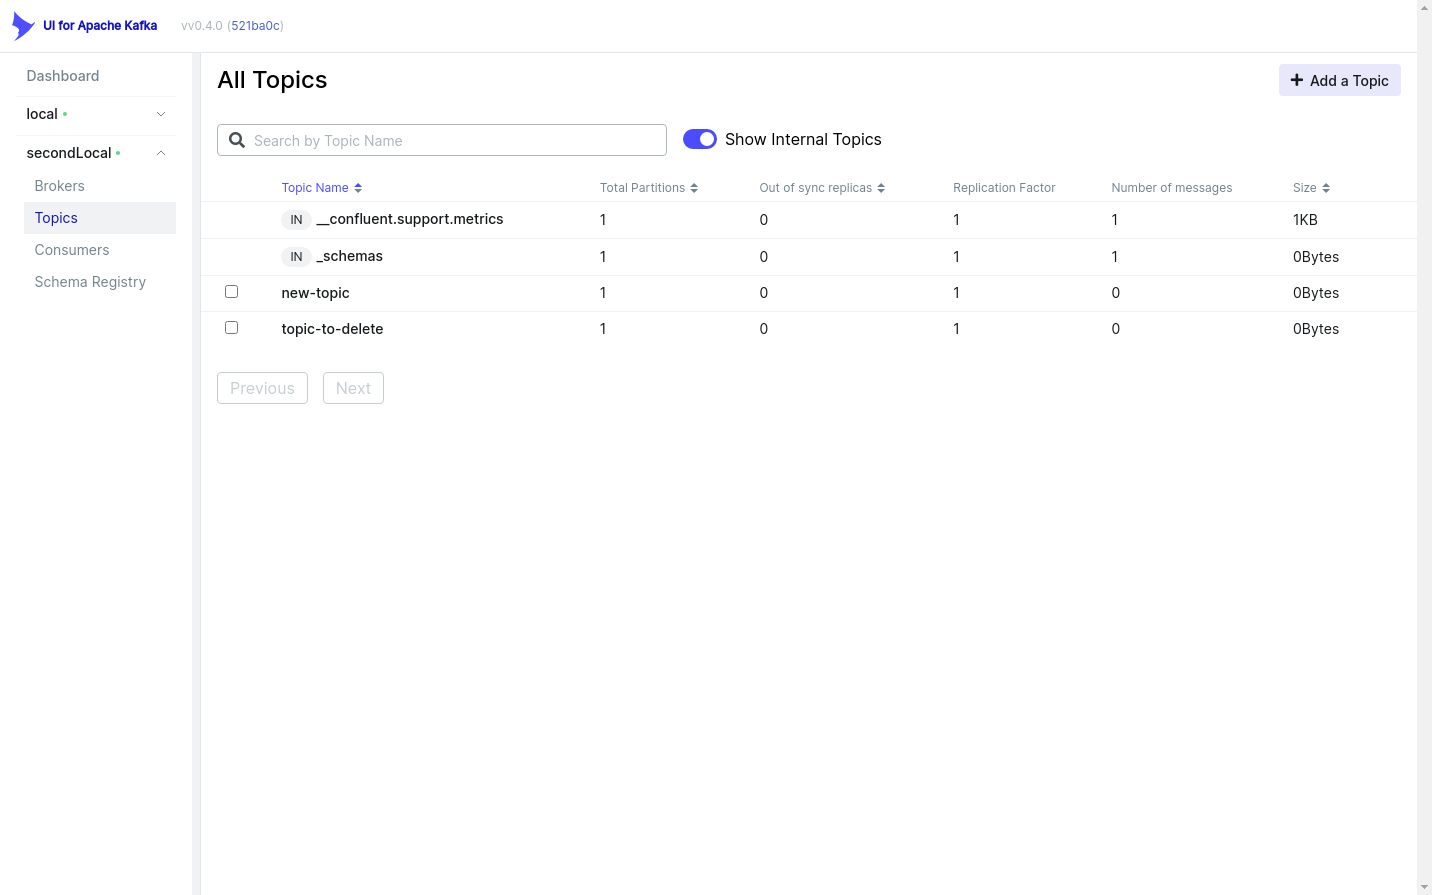 UI for Apache Kafka vv0.4.0 (521ba0c)
Dashboard
local
secondLocal
Brokers
Topics
Consumers
Schema Registry
All Topics
Add a Topic
Search by Topic Name
Show Internal Topics
Topic Name Total Partitions Out of sync replicas Replication Factor Number of messages Size
IN __confluent.support.metrics 1 0 1 1 1KB
IN _schemas 1 0 1 1 0Bytes
new-topic 1 0 1 0 0Bytes
topic-to-delete 1 0 1 0 0Bytes
Previous Next